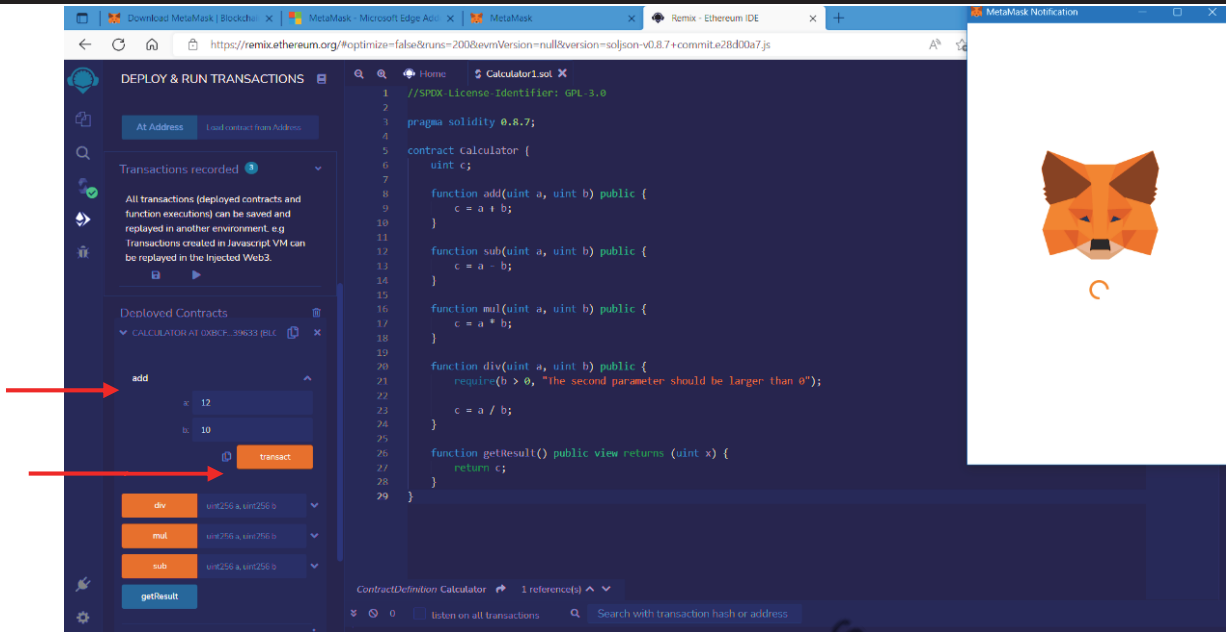 Download MetaMask | Blockchai
MetaMask - Microsoft Edge Add
MetaMask
Remix - Ethereum IDE
MetaMask Notification
https://remix.ethereum.org/#optimize=false&runs=200&evmVersion=null&version=soljson-v0.8.7+commit.e28d00a7.js
DEPLOY & RUN TRANSACTIONS
At Address
Load contract from Address
Transactions recorded 3
All transactions (deployed contracts and
function executions) can be saved and
replayed in another environment. e.g
Transactions created in Javascript VM can
be replayed in the Injected Web3.
Deployed Contracts
CALCULATOR AT 0XBCF...39633 (BLC
add
a: 12
b: 10
transact
div uint256 a, uint256 b
mul uint256 a, uint256 b
sub uint256 a, uint256 b
getResult
Home
Calculator1.sol
1 //SPDX-License-Identifier: GPL-3.0
2
3 pragma solidity 0.8.7;
4
5 contract Calculator {
6 uint c;
7
8 function add(uint a, uint b) public {
9 c = a + b;
10 }
11
12 function sub(uint a, uint b) public {
13 c = a - b;
14 }
15
16 function mul(uint a, uint b) public {
17 c = a * b;
18 }
19
20 function div(uint a, uint b) public {
21 require(b > 0, "The second parameter should be larger than 0");
22
23 c = a / b;
24 }
25
26 function getResult() public view returns (uint x) {
27 return c;
28 }
29 }
ContractDefinition Calculator 1 reference(s)
0 listen on all transactions Search with transaction hash or address